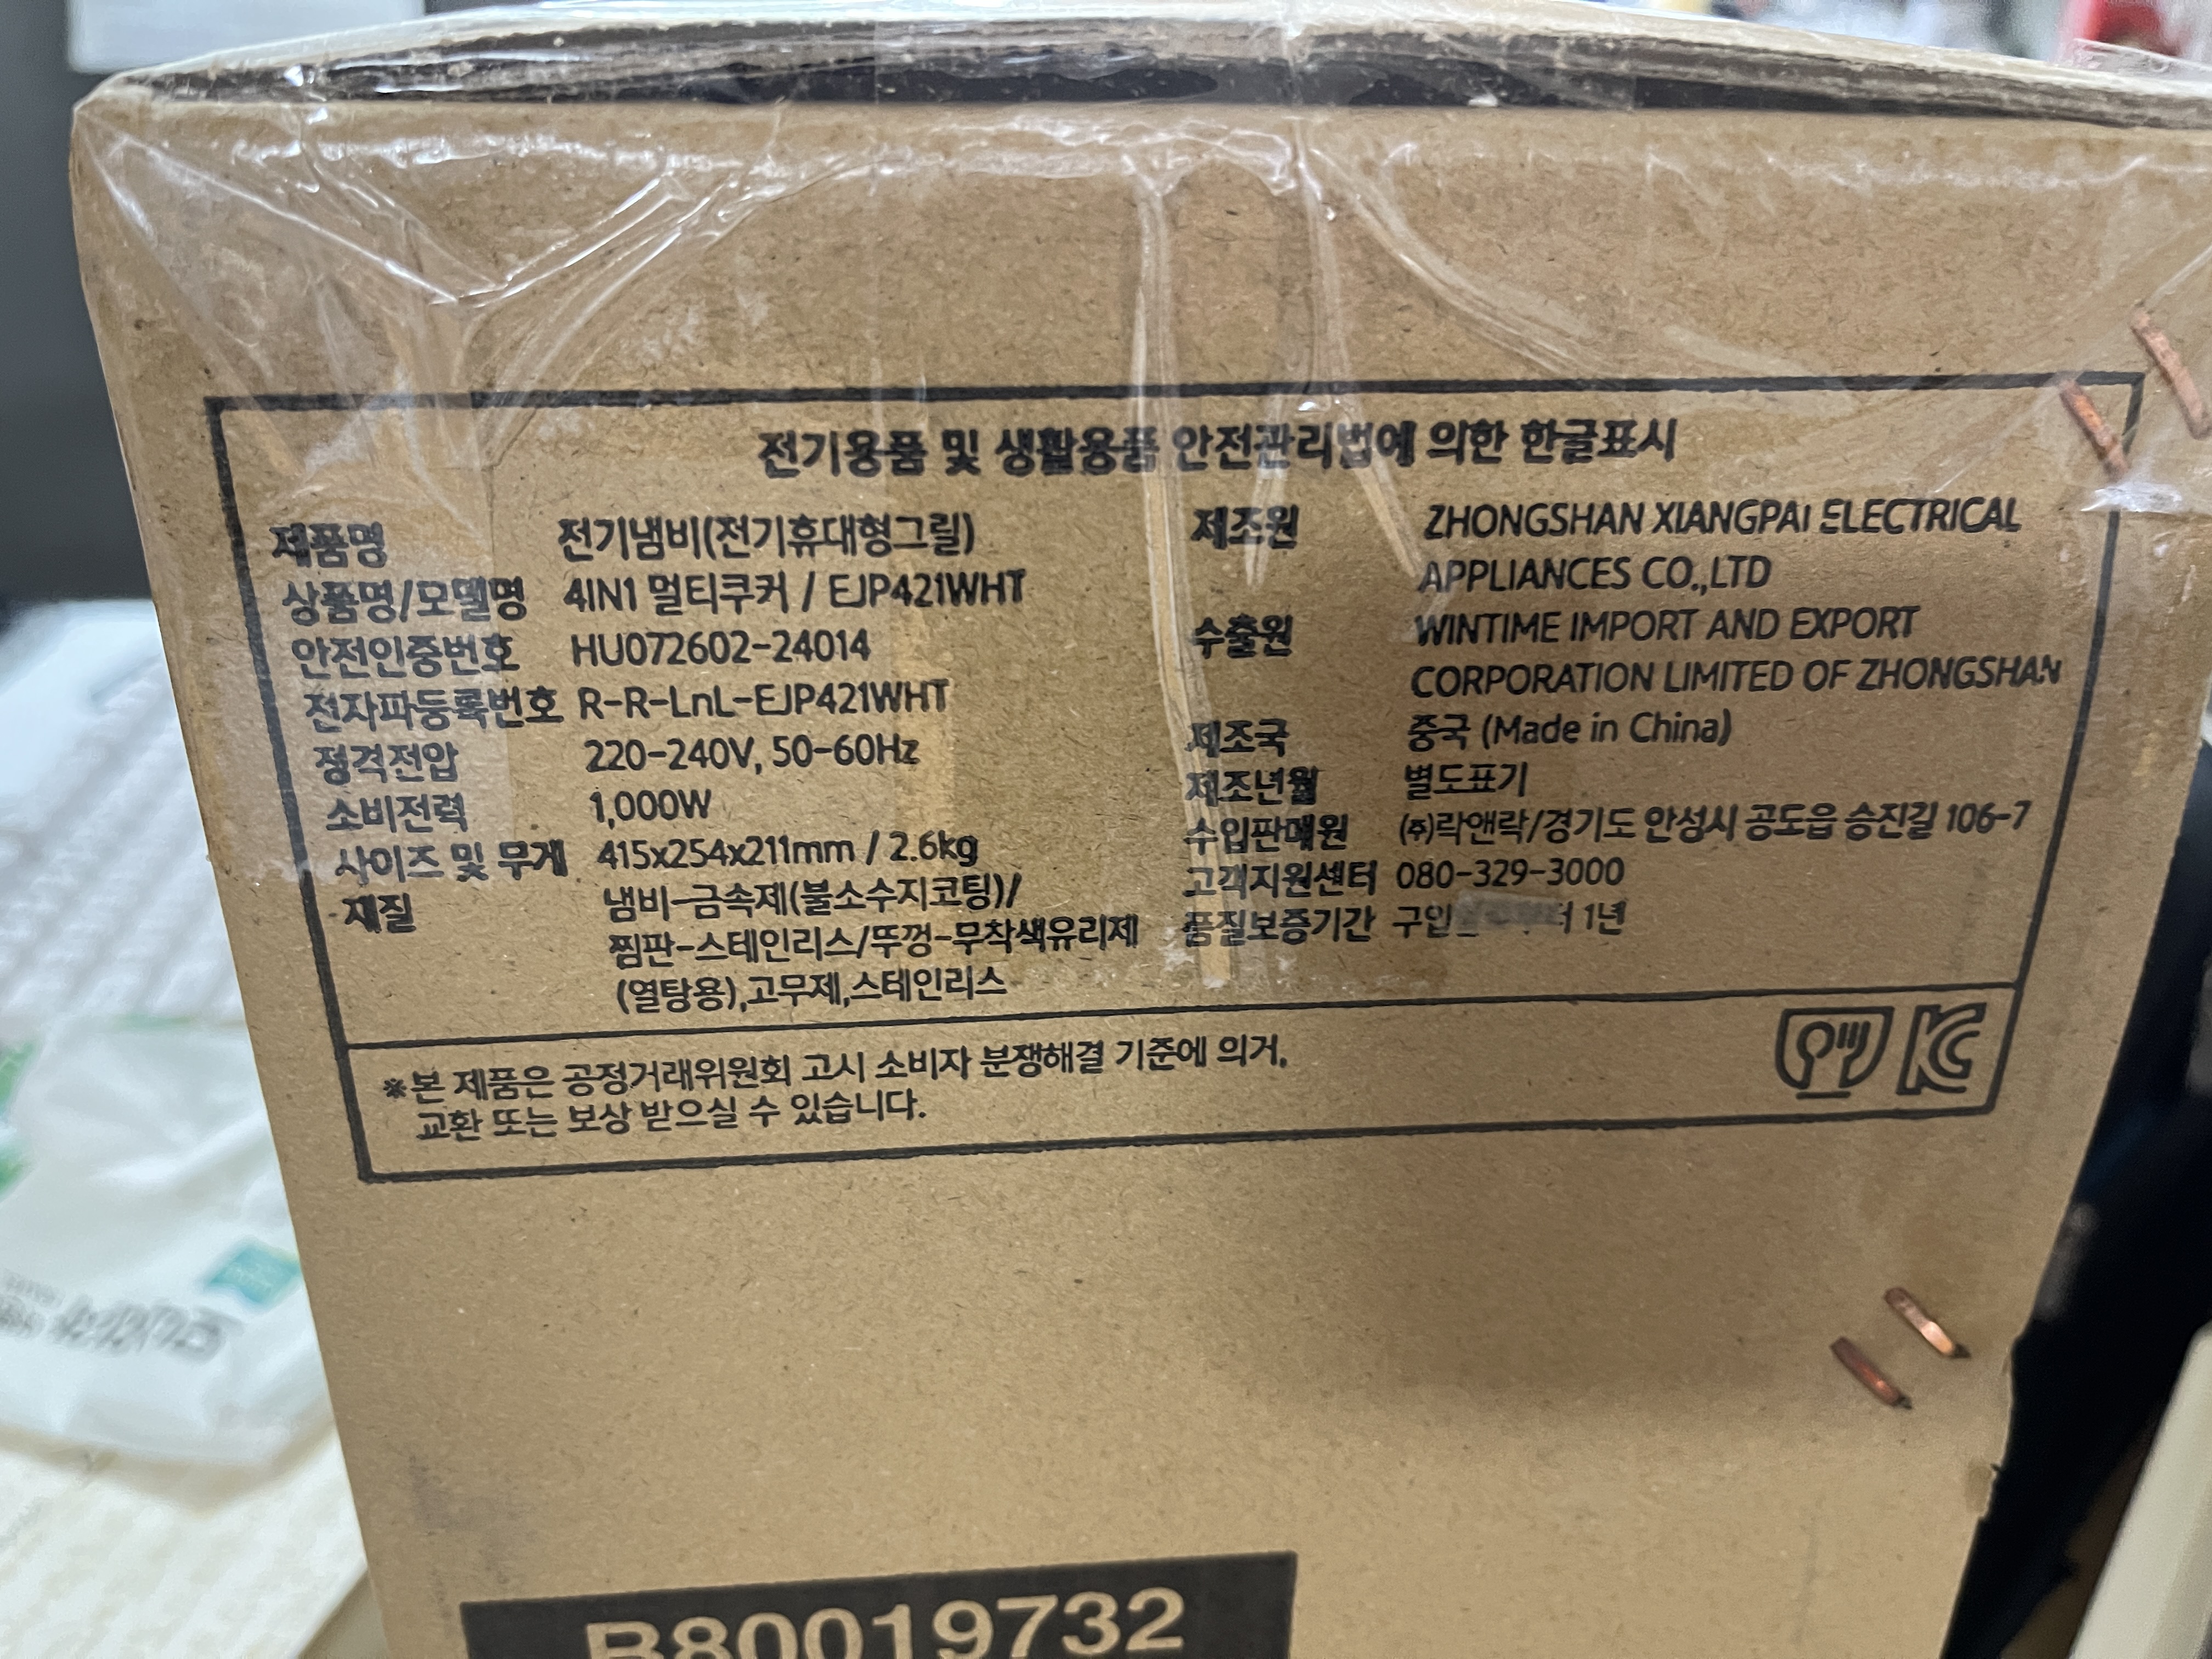 전기용품 및 생활용품 안전관리법에 의한 한글표시
제품명 전기냄비(전기휴대형그릴)
상품명/모델명 4IN1 멀티쿠커 / EJP421WHT
안전인증번호 HU072602-24014
전자파등록번호 R-R-LnL-EJP421WHT
정격전압 220-240V, 50-60Hz
소비전력 1,000W
사이즈 및 무게 415x254x211mm / 2.6kg
재질 냄비-금속제(불소수지코팅)/
찜판-스테인리스/뚜껑-무착색유리제
(열탕용),고무제,스테인리스
제조원 ZHONGSHAN XIANGPAI ELECTRICAL
APPLIANCES CO.,LTD
수출원 WINTIME IMPORT AND EXPORT
CORPORATION LIMITED OF ZHONGSHAN
제조국 중국 (Made in China)
제조년월 별도표기
수입판매원 (주)락앤락/경기도 안성시 공도읍 승진길 106-7
고객지원센터 080-329-3000
품질보증기간 1년
※본 제품은 공정거래위원회 고시 소비자 분쟁해결 기준에 의거,
교환 또는 보상 받으실 수 있습니다.
B80019732